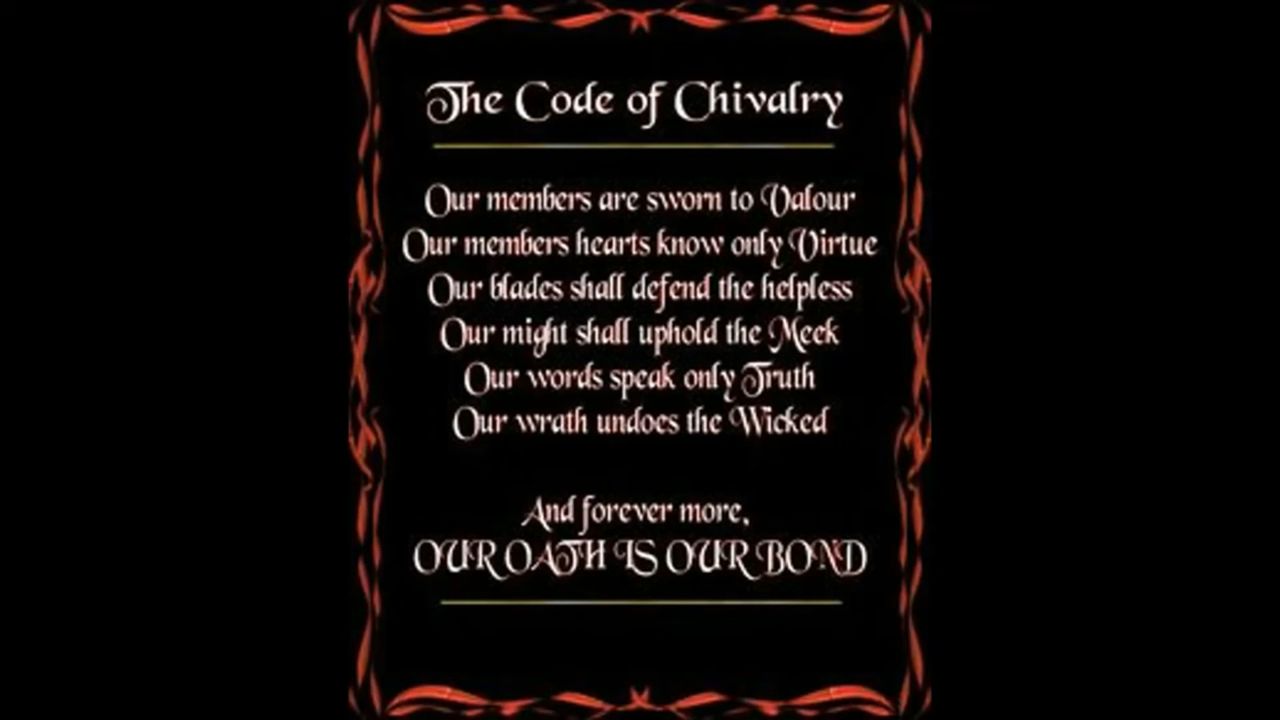 The Code of Chivalry
Our members are sworn to Valour
Our members hearts know only Virtue
Our blades shall defend the helpless
Our might shall uphold the Meek
Our words speak only Truth
Our wrath undoes the Wicked
And forever more,
OUR OATH IS OUR BOND